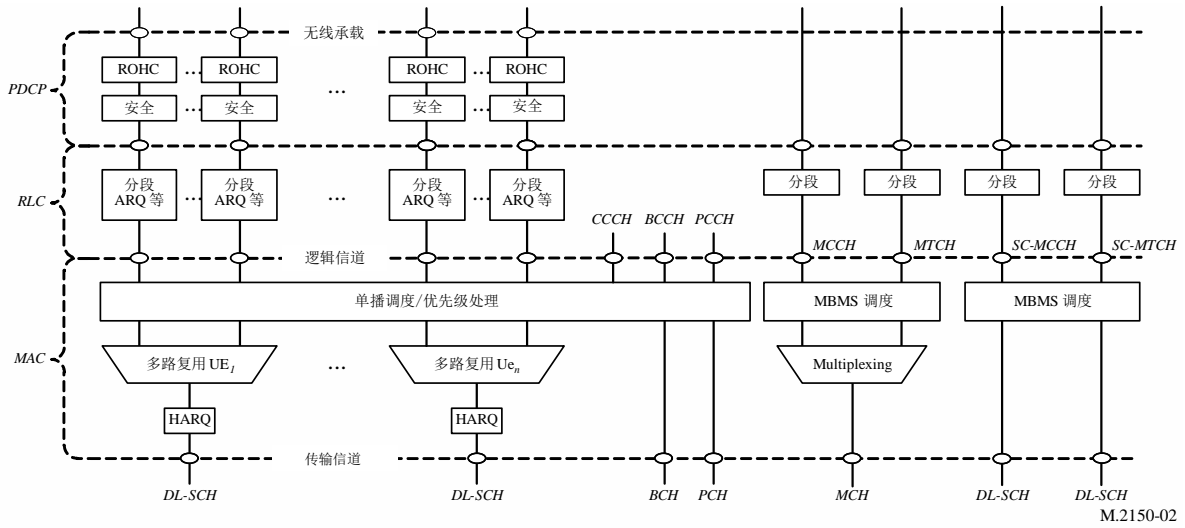 无线承载
ROHC … ROHC … ROHC … ROHC
PDCP
安全 … 安全 安全 … 安全
分段 ARQ 等 … 分段 ARQ 等 … 分段 ARQ 等 … 分段 ARQ 等
分段 分段 分段 分段
RLC
CCCH BCCH PCCH
逻辑信道
MCCH MTCH SC-MCCH SC-MTCH
单播调度/优先级处理
MBMS 调度
MBMS 调度
MAC
多路复用 UE1 … 多路复用 Uen
Multiplexing
HARQ HARQ
传输信道
DL-SCH DL-SCH BCH PCH MCH DL-SCH DL-SCH
M.2150-02